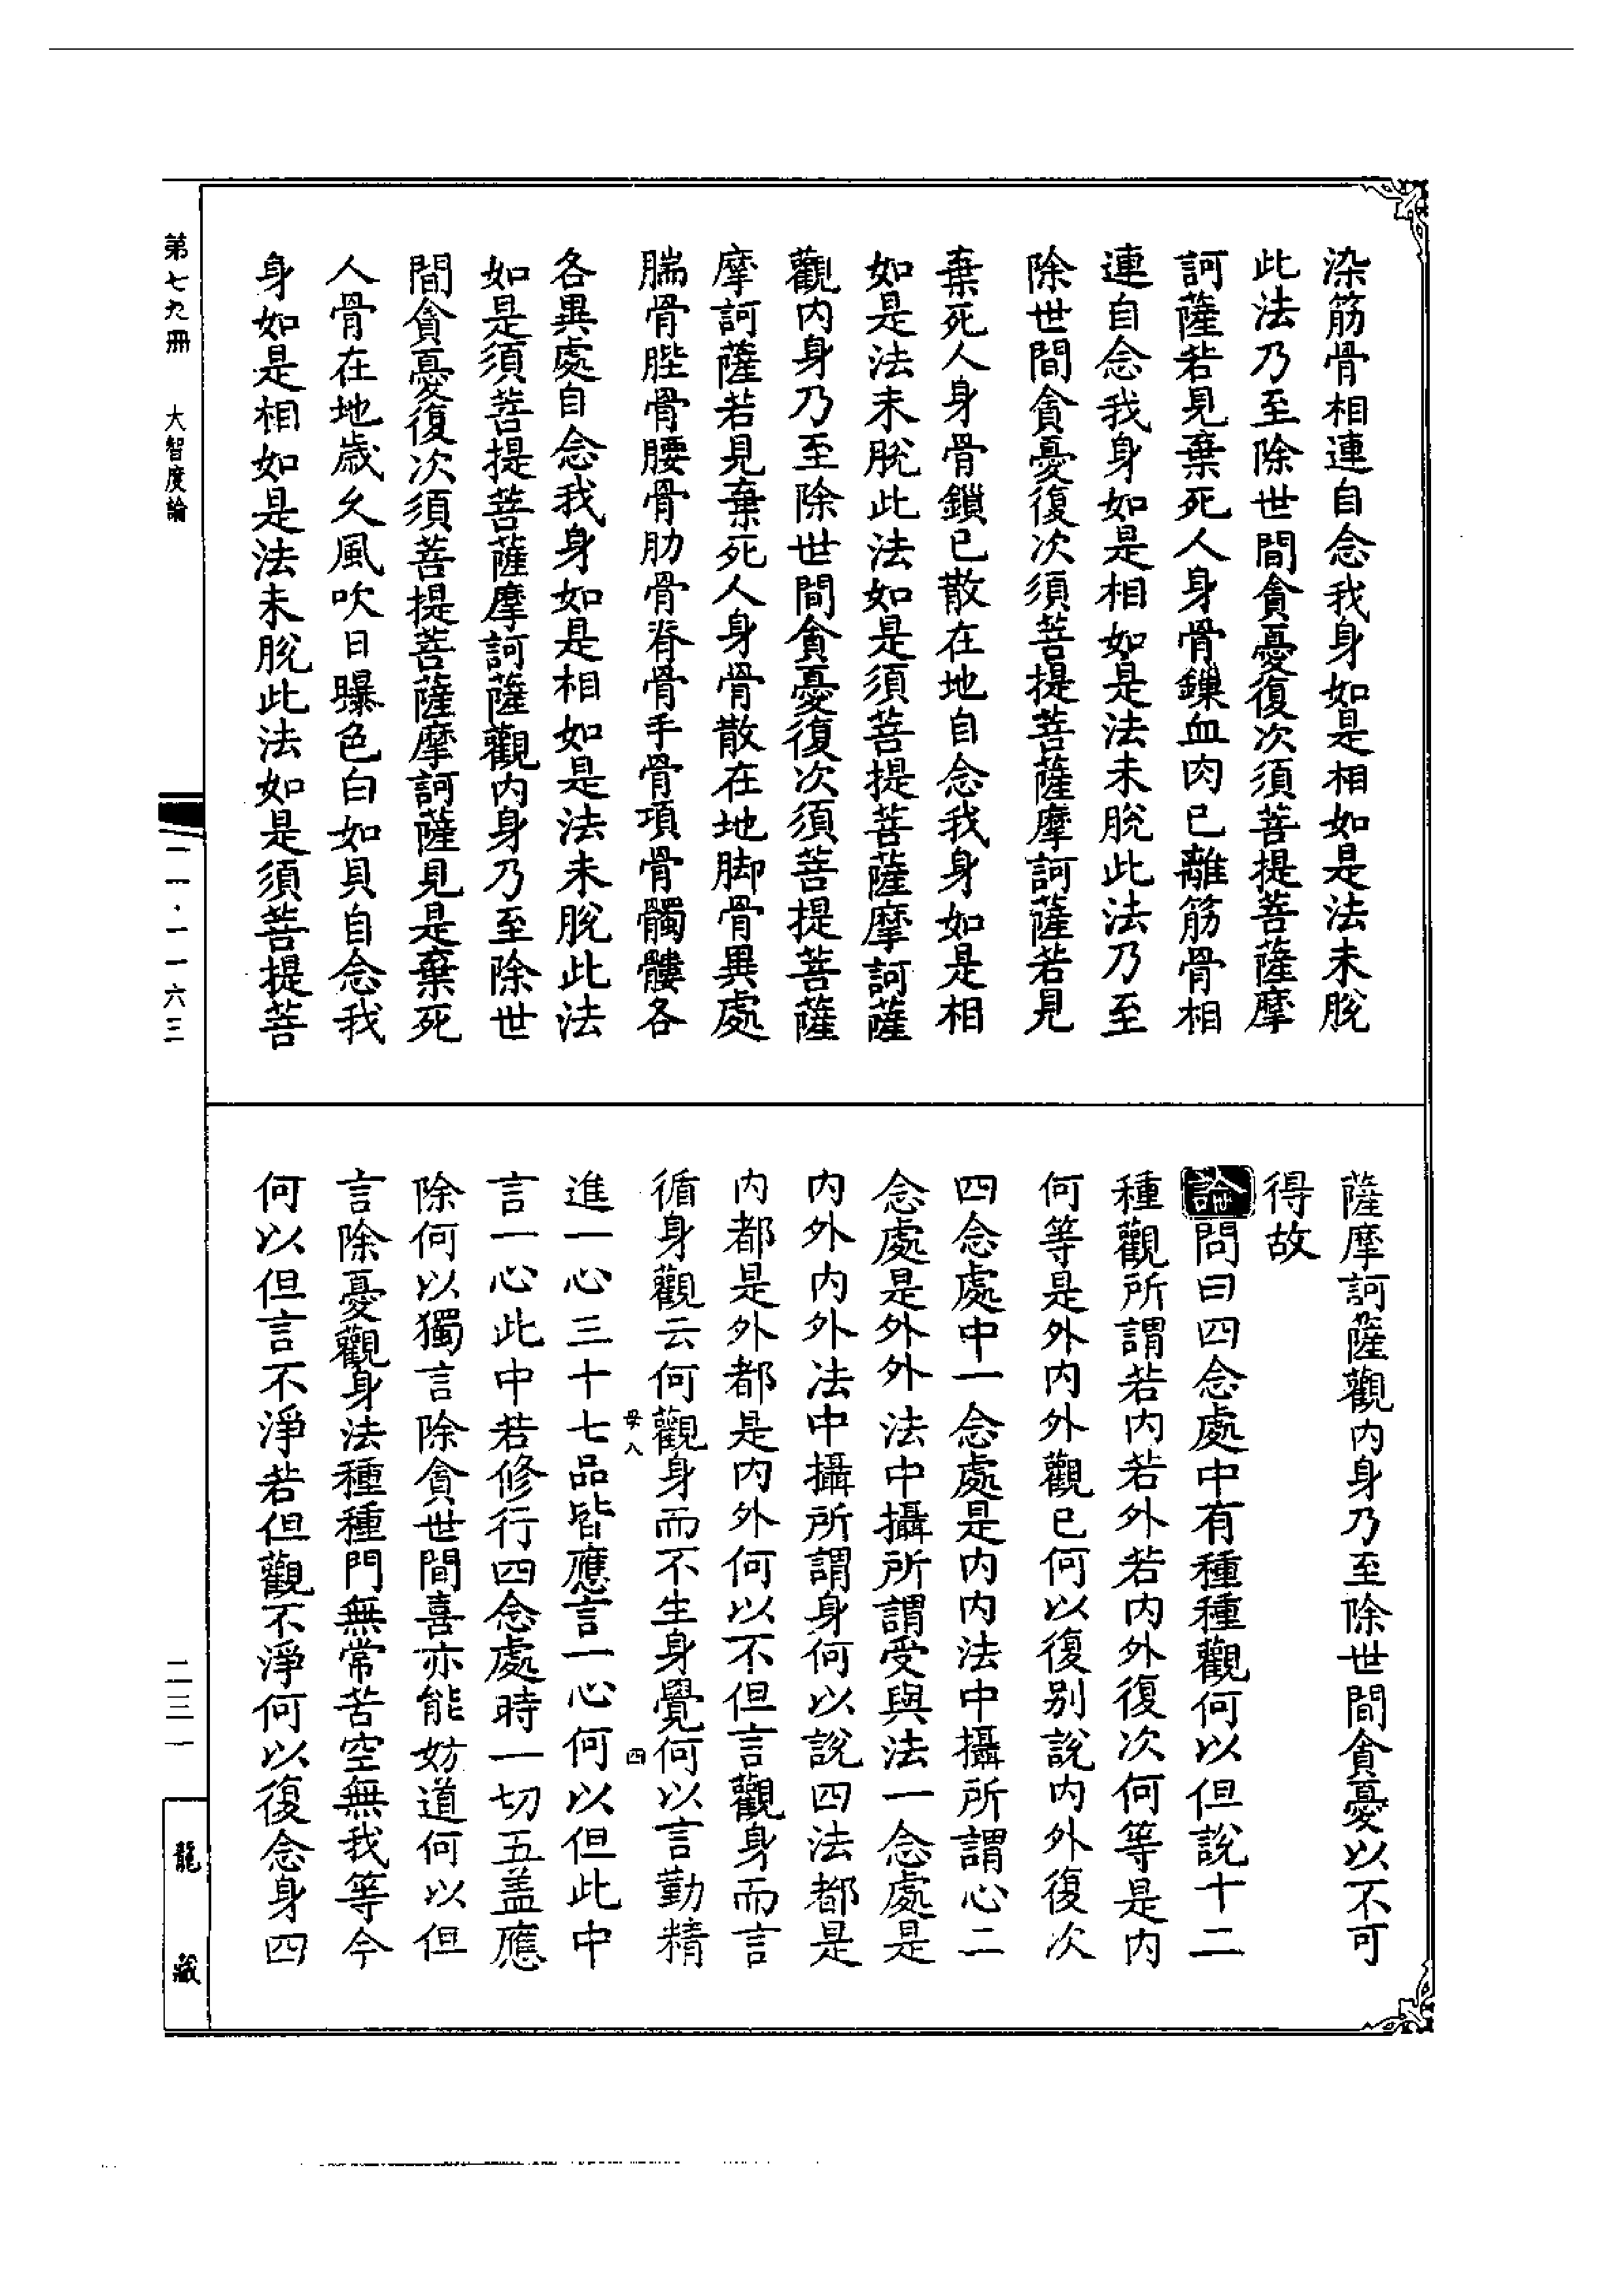 染筋骨相連自念我身如是相如是法未脫
此法乃至除世間貪憂復次須菩提菩薩摩
訶薩若見棄死人身骨鏁血肉已離筋骨相
連自念我身如是相如是法未脫此法乃至
除世間貪憂復次須菩提菩薩摩訶薩若見
棄死人身骨鎖已散在地自念我身如是相
如是法未脫此法如是須菩提菩薩摩訶薩
觀內身乃至除世間貪憂復次須菩提菩薩
摩訶薩若見棄死人身骨散在地脚骨異處
腨骨䏶骨腰骨肋骨脊骨手骨項骨髑髏各
各異處自念我身如是相如是法未脫此法
如是須菩提菩薩摩訶薩觀內身乃至除世
間貪憂復次須菩提菩薩摩訶薩見是棄死
人骨在地歲久風吹日曝色白如貝自念我
身如是相如是法未脫此法如是須菩提菩
薩摩訶薩觀內身乃至除世間貪憂以不可
得故
論問曰四念處中有種種觀何以但說十二
種觀所謂若內若外若內外復次何等是內
何等是外內外觀已何以復別說內外復次
四念處中一念處是內內法中攝所謂心二
念處是外外法中攝所謂受與法一念處是
內外內外法中攝所謂身何以說四法都是
內都是外都是內外何以不但言觀身而言
循身觀云何觀身而不生身覺何以言勤精
進一心三十七品皆應言一心何以但此中
言一心此中若修行四念處時一切五盖應
除何以獨言除貪世間喜亦能妨道何以但
言除憂觀身法種種門無常苦空無我等今
何以但言不淨若但觀不淨何以復念身四
毋八
四
第七九冊 大智度論
一一·一一六三
二三一
龍藏